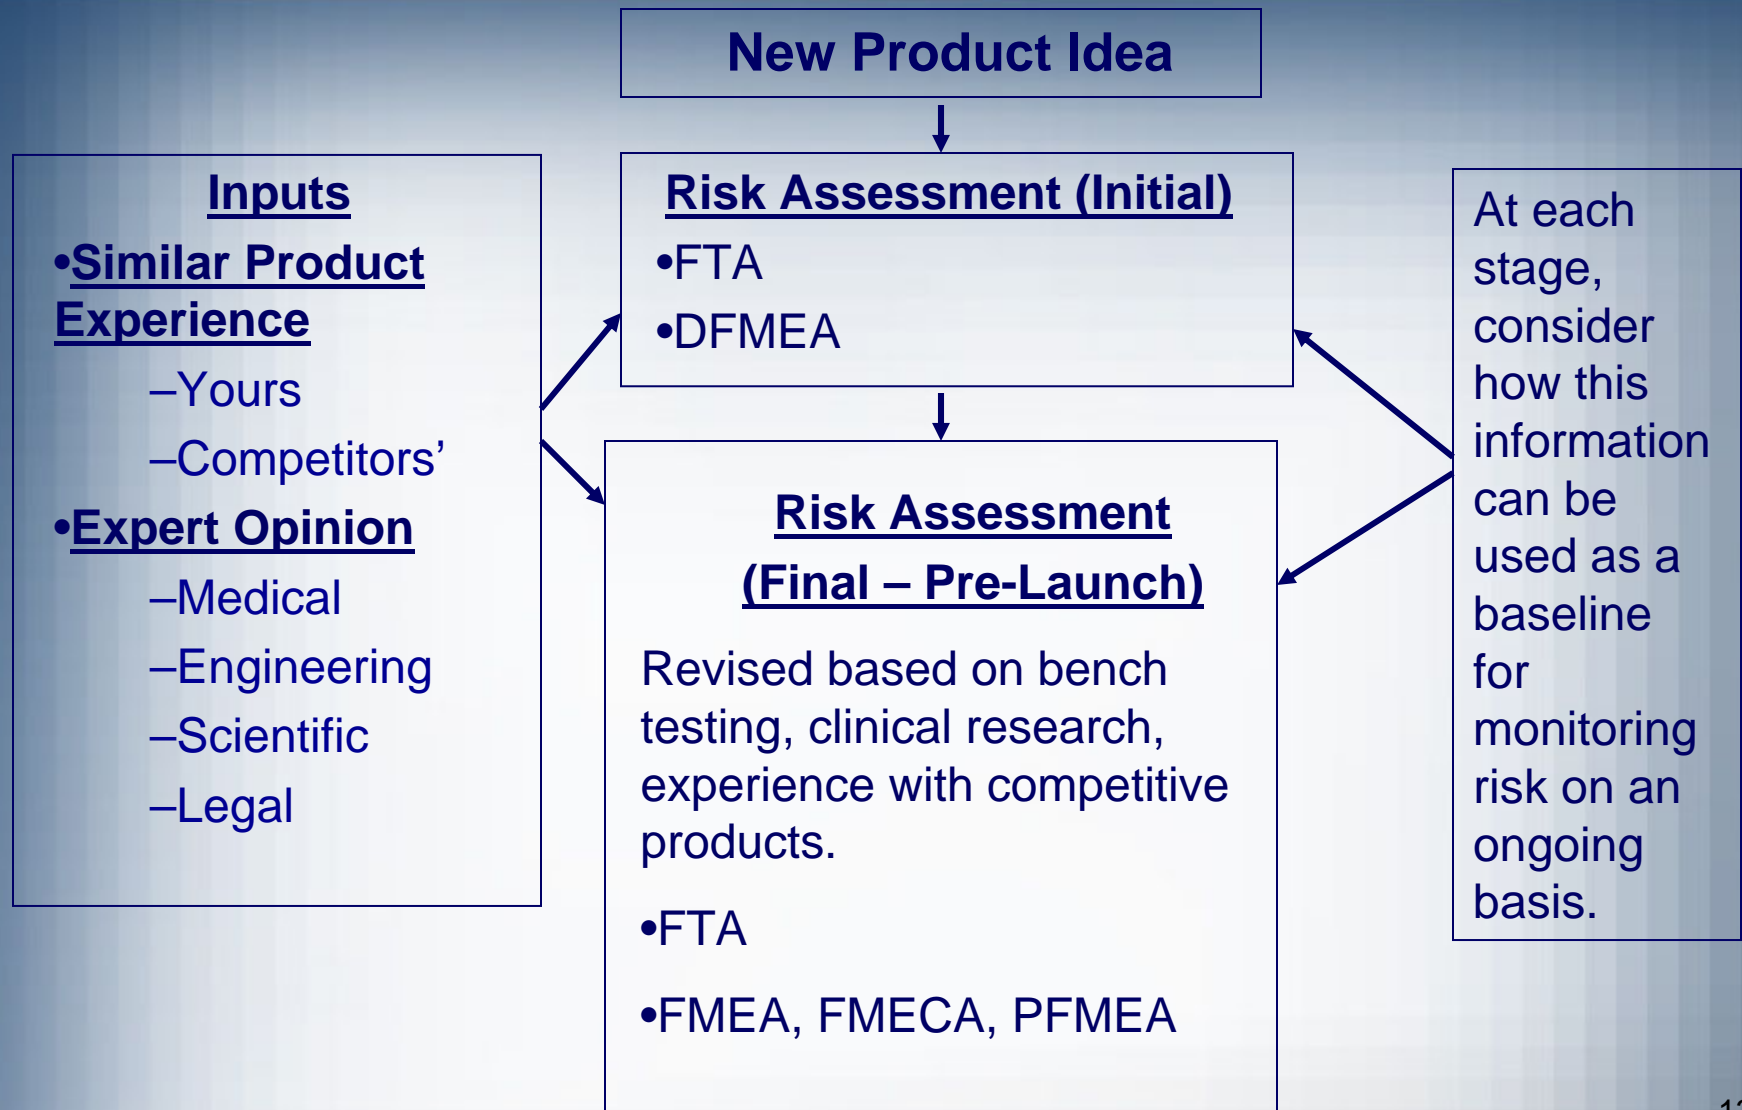 New Product Idea
Inputs
•Similar Product
Experience
–Yours
–Competitors’
•Expert Opinion
–Medical
–Engineering
–Scientific
–Legal
Risk Assessment (Initial)
•FTA
•DFMEA
Risk Assessment
(Final – Pre-Launch)
Revised based on bench
testing, clinical research,
experience with competitive
products.
•FTA
•FMEA, FMECA, PFMEA
At each
stage,
consider
how this
information
can be
used as a
baseline
for
monitoring
risk on an
ongoing
basis.